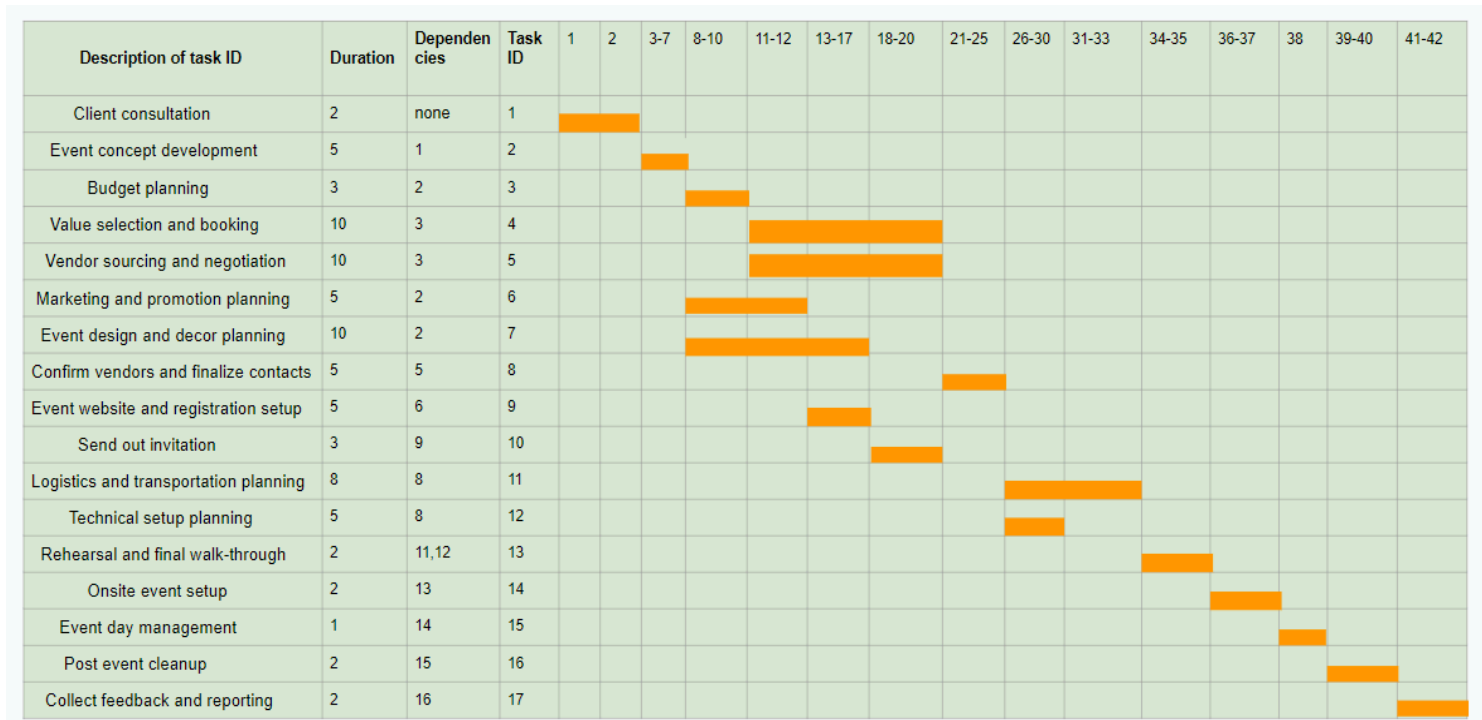 Description of task ID Duration Dependen cies Task ID 1 2 3-7 8-10 11-12 13-17 18-20 21-25 26-30 31-33 34-35 36-37 38 39-40 41-42
Client consultation 2 none 1
Event concept development 5 1 2
Budget planning 3 2 3
Value selection and booking 10 3 4
Vendor sourcing and negotiation 10 3 5
Marketing and promotion planning 5 2 6
Event design and decor planning 10 2 7
Confirm vendors and finalize contacts 5 5 8
Event website and registration setup 5 6 9
Send out invitation 3 9 10
Logistics and transportation planning 8 8 11
Technical setup planning 5 8 12
Rehearsal and final walk-through 2 11,12 13
Onsite event setup 2 13 14
Event day management 1 14 15
Post event cleanup 2 15 16
Collect feedback and reporting 2 16 17